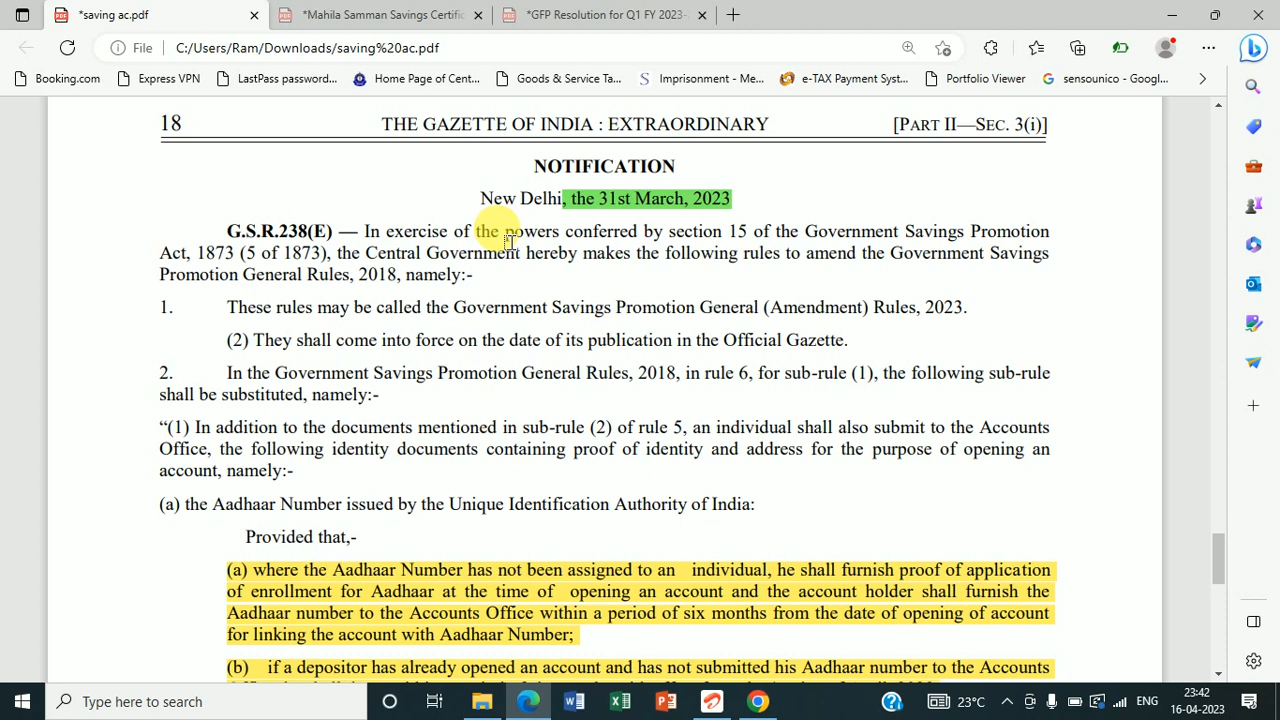 *saving ac.pdf
*Mahila Samman Savings Certific
*GFP Resolution for Q1 FY 2023-
File C:/Users/Ram/Downloads/saving%20ac.pdf
Booking.com Express VPN LastPass password... Home Page of Cent... Goods & Service Ta... Imprisonment - Me... e-TAX Payment Syst... Portfolio Viewer sensounico - Googl...
18 THE GAZETTE OF INDIA : EXTRAORDINARY [PART II—SEC. 3(i)]
NOTIFICATION
New Delhi, the 31st March, 2023
G.S.R.238(E) — In exercise of the powers conferred by section 15 of the Government Savings Promotion
Act, 1873 (5 of 1873), the Central Government hereby makes the following rules to amend the Government Savings
Promotion General Rules, 2018, namely:-
1. These rules may be called the Government Savings Promotion General (Amendment) Rules, 2023.
(2) They shall come into force on the date of its publication in the Official Gazette.
2. In the Government Savings Promotion General Rules, 2018, in rule 6, for sub-rule (1), the following sub-rule
shall be substituted, namely:-
“(1) In addition to the documents mentioned in sub-rule (2) of rule 5, an individual shall also submit to the Accounts
Office, the following identity documents containing proof of identity and address for the purpose of opening an
account, namely:-
(a) the Aadhaar Number issued by the Unique Identification Authority of India:
Provided that,-
(a) where the Aadhaar Number has not been assigned to an individual, he shall furnish proof of application
of enrollment for Aadhaar at the time of opening an account and the account holder shall furnish the
Aadhaar number to the Accounts Office within a period of six months from the date of opening of account
for linking the account with Aadhaar Number;
(b) if a depositor has already opened an account and has not submitted his Aadhaar number to the Accounts
Type here to search
23°C ENG 23:42
16-04-2023